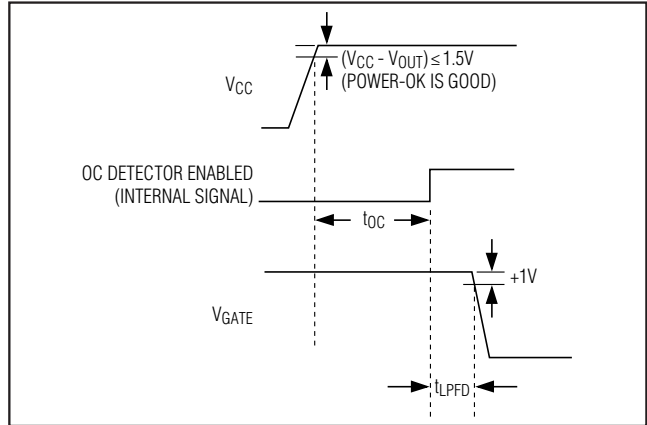 (VCC - VOUT) ≤ 1.5V
(POWER-OK IS GOOD)
VCC
OC DETECTOR ENABLED
(INTERNAL SIGNAL)
tOC
+1V
VGATE
tLPFD